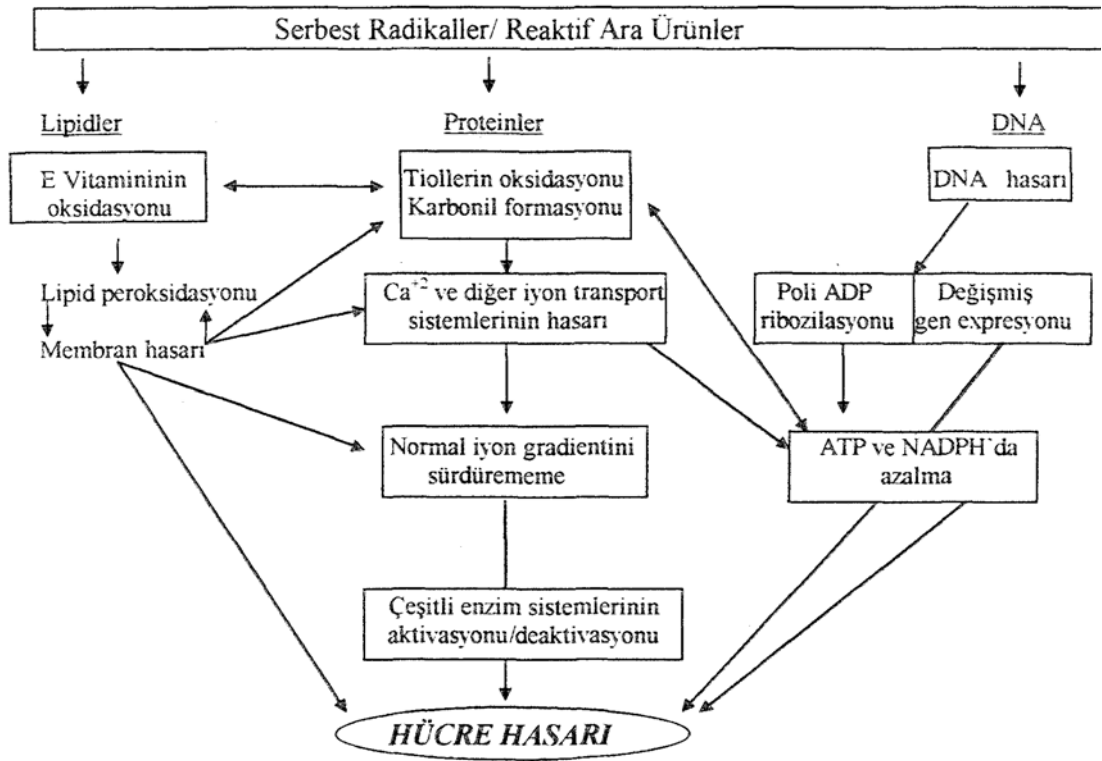 Serbest Radikaller/ Reaktif Ara Ürünler
Lipidler
Proteinler
DNA
E Vitamininin
oksidasyonu
Tiollerin oksidasyonu
Karbonil formasyonu
DNA hasarı
Lipid peroksidasyonu
Membran hasarı
Ca+2 ve diğer iyon transport
sistemlerinin hasarı
Poli ADP
ribozilasyonu
Değişmiş
gen expresyonu
Normal iyon gradientini
sürdürememe
ATP ve NADPH`da
azalma
Çeşitli enzim sistemlerinin
aktivasyonu/deaktivasyonu
HÜCRE HASARI